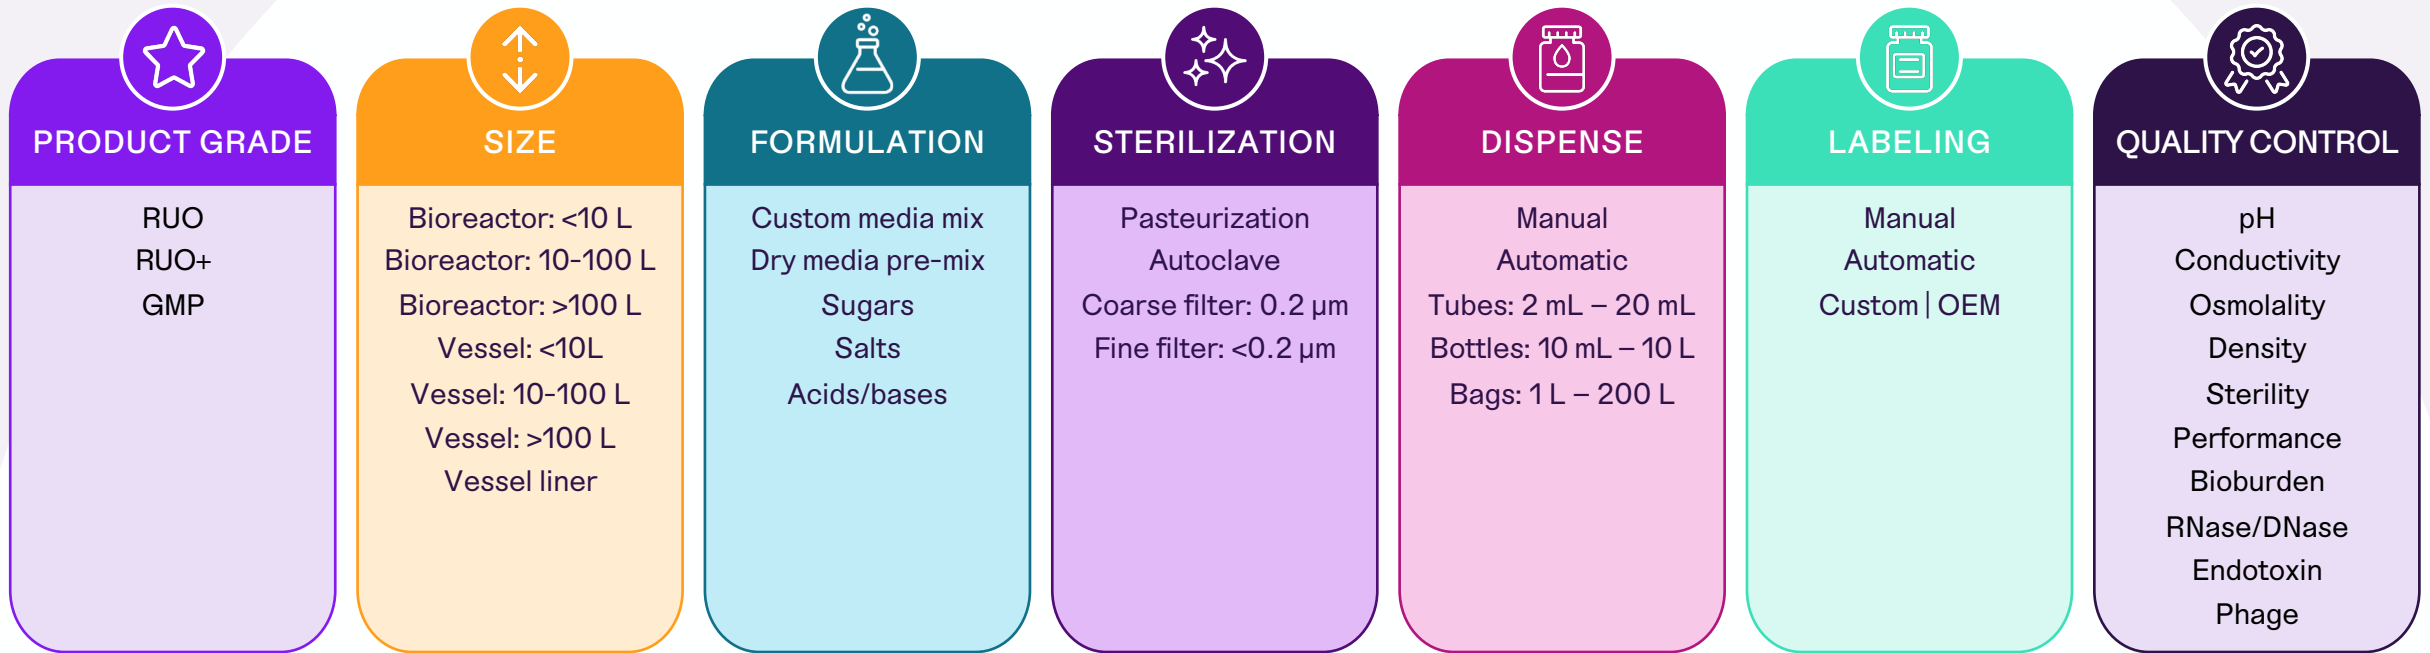 PRODUCT GRADE
RUO
RUO+
GMP
SIZE
Bioreactor: <10 L
Bioreactor: 10-100 L
Bioreactor: >100 L
Vessel: <10L
Vessel: 10-100 L
Vessel: >100 L
Vessel liner
FORMULATION
Custom media mix
Dry media pre-mix
Sugars
Salts
Acids/bases
STERILIZATION
Pasteurization
Autoclave
Coarse filter: 0.2 µm
Fine filter: <0.2 µm
DISPENSE
Manual
Automatic
Tubes: 2 mL – 20 mL
Bottles: 10 mL – 10 L
Bags: 1 L – 200 L
LABELING
Manual
Automatic
Custom | OEM
QUALITY CONTROL
pH
Conductivity
Osmolality
Density
Sterility
Performance
Bioburden
RNase/DNase
Endotoxin
Phage